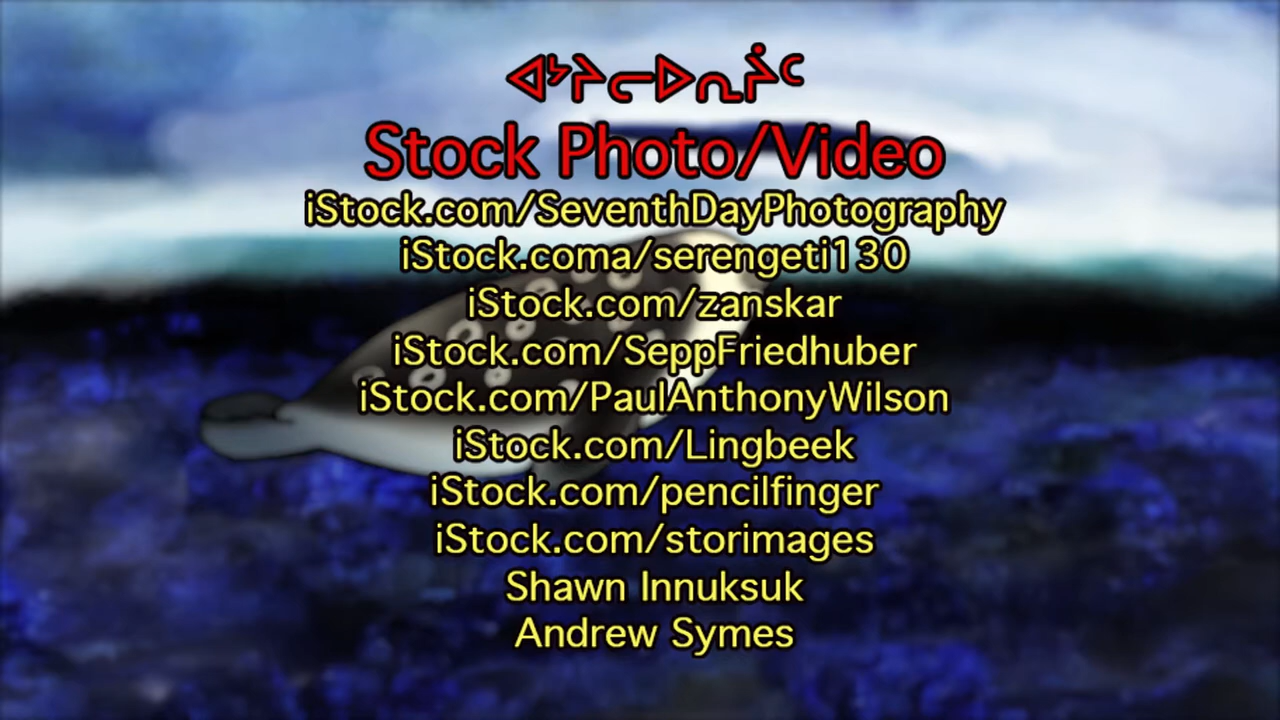 ᐊᔾᔨᓕᐅᕆᔩᑦ
Stock Photo/Video
iStock.com/SeventhDayPhotography
iStock.coma/serengeti130
iStock.com/zanskar
iStock.com/SeppFriedhuber
iStock.com/PaulAnthonyWilson
iStock.com/Lingbeek
iStock.com/pencilfinger
iStock.com/storimages
Shawn Innuksuk
Andrew Symes